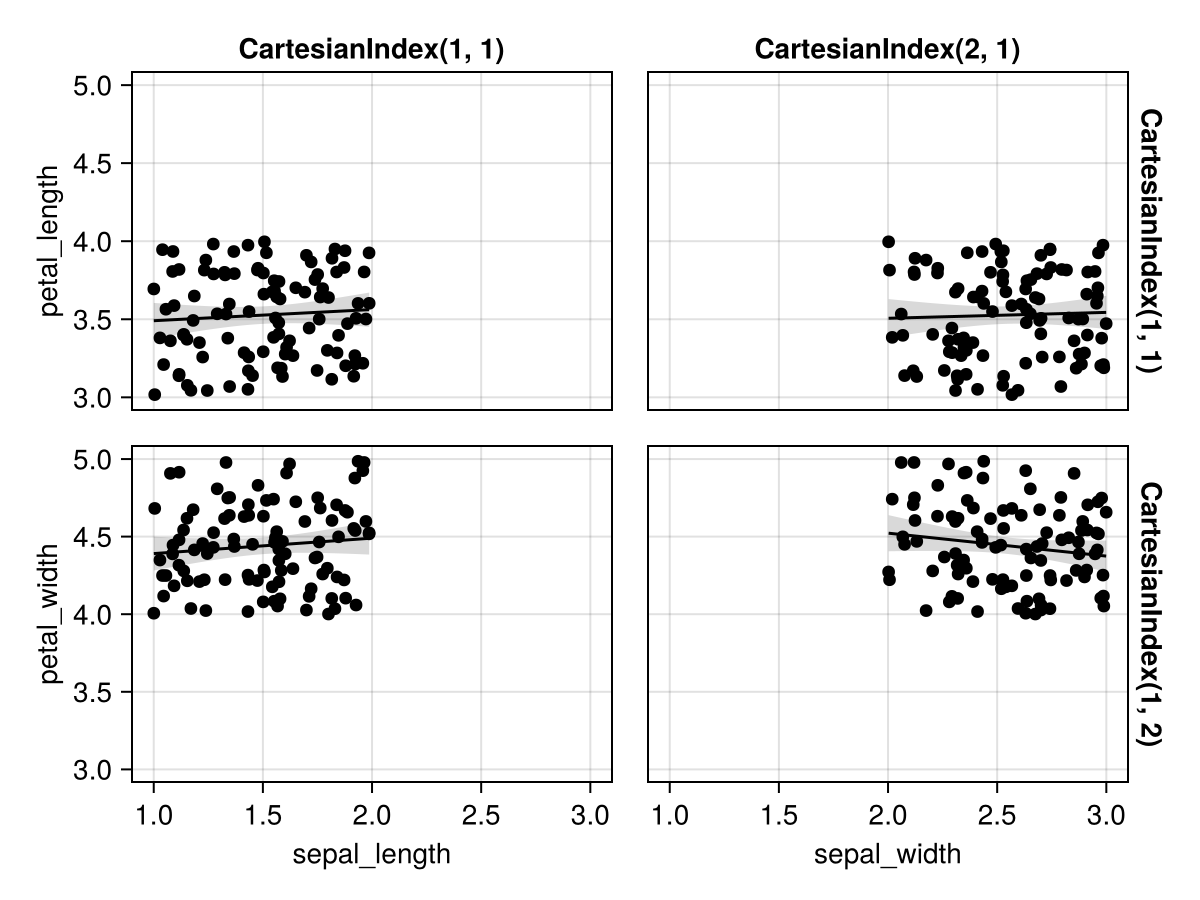 CartesianIndex(1, 1)
CartesianIndex(2, 1)
5.0
4.5
4.0
3.5
3.0
petal_length
CartesianIndex(1, 1)
5.0
4.5
4.0
3.5
3.0
petal_width
CartesianIndex(1, 2)
1.0 1.5 2.0 2.5 3.0
1.0 1.5 2.0 2.5 3.0
sepal_length
sepal_width